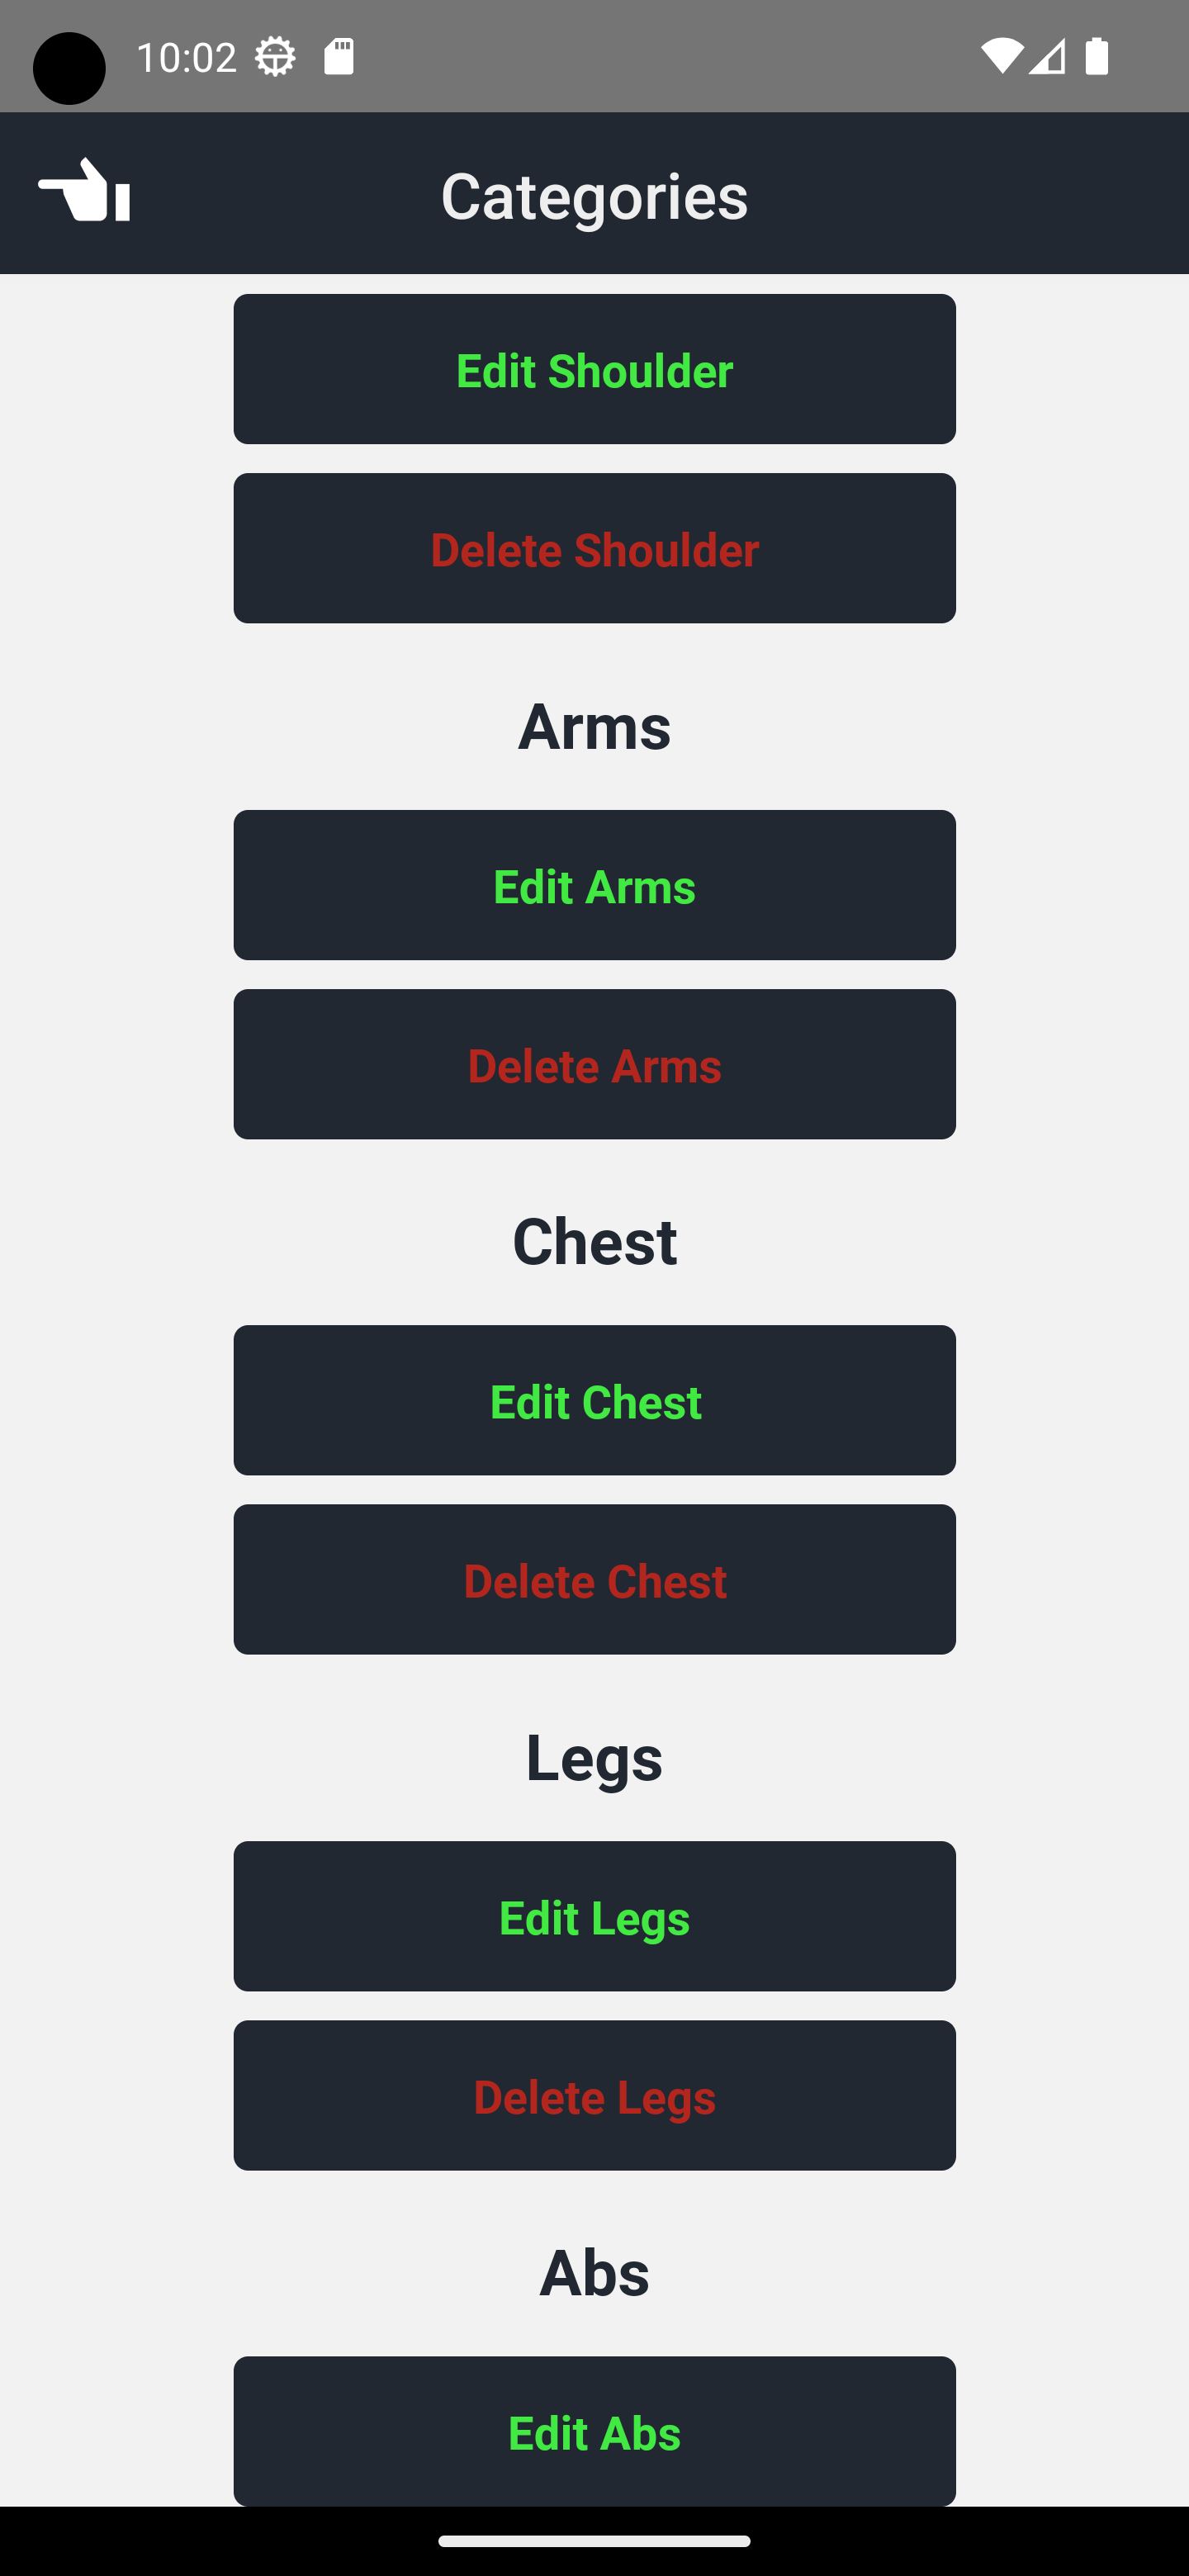 10:02
Categories
Edit Shoulder
Delete Shoulder
Arms
Edit Arms
Delete Arms
Chest
Edit Chest
Delete Chest
Legs
Edit Legs
Delete Legs
Abs
Edit Abs